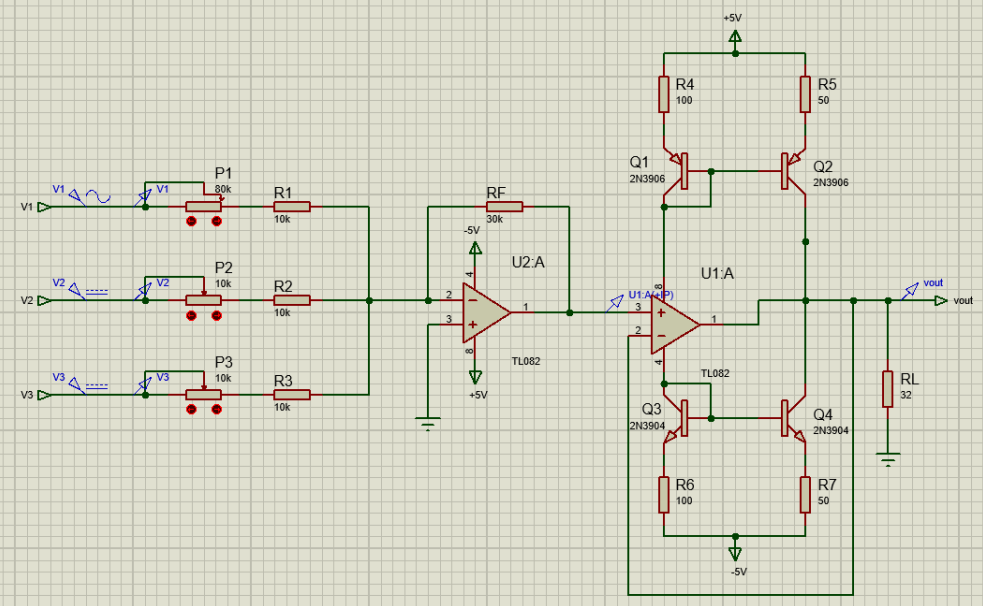 +5V
R4
100
R5
50
Q1
2N3906
Q2
2N3906
P1
80k
V1
V1
V1
R1
10k
RF
30k
-5V
4
U2:A
2
3
1
8
TL082
+5V
P2
10k
V2
V2
V2
R2
10k
P3
10k
V3
V3
V3
R3
10k
U1:A
U1:A(+IP)
8
3
2
1
4
TL082
vout
vout
RL
32
Q3
2N3904
Q4
2N3904
R6
100
R7
50
-5V